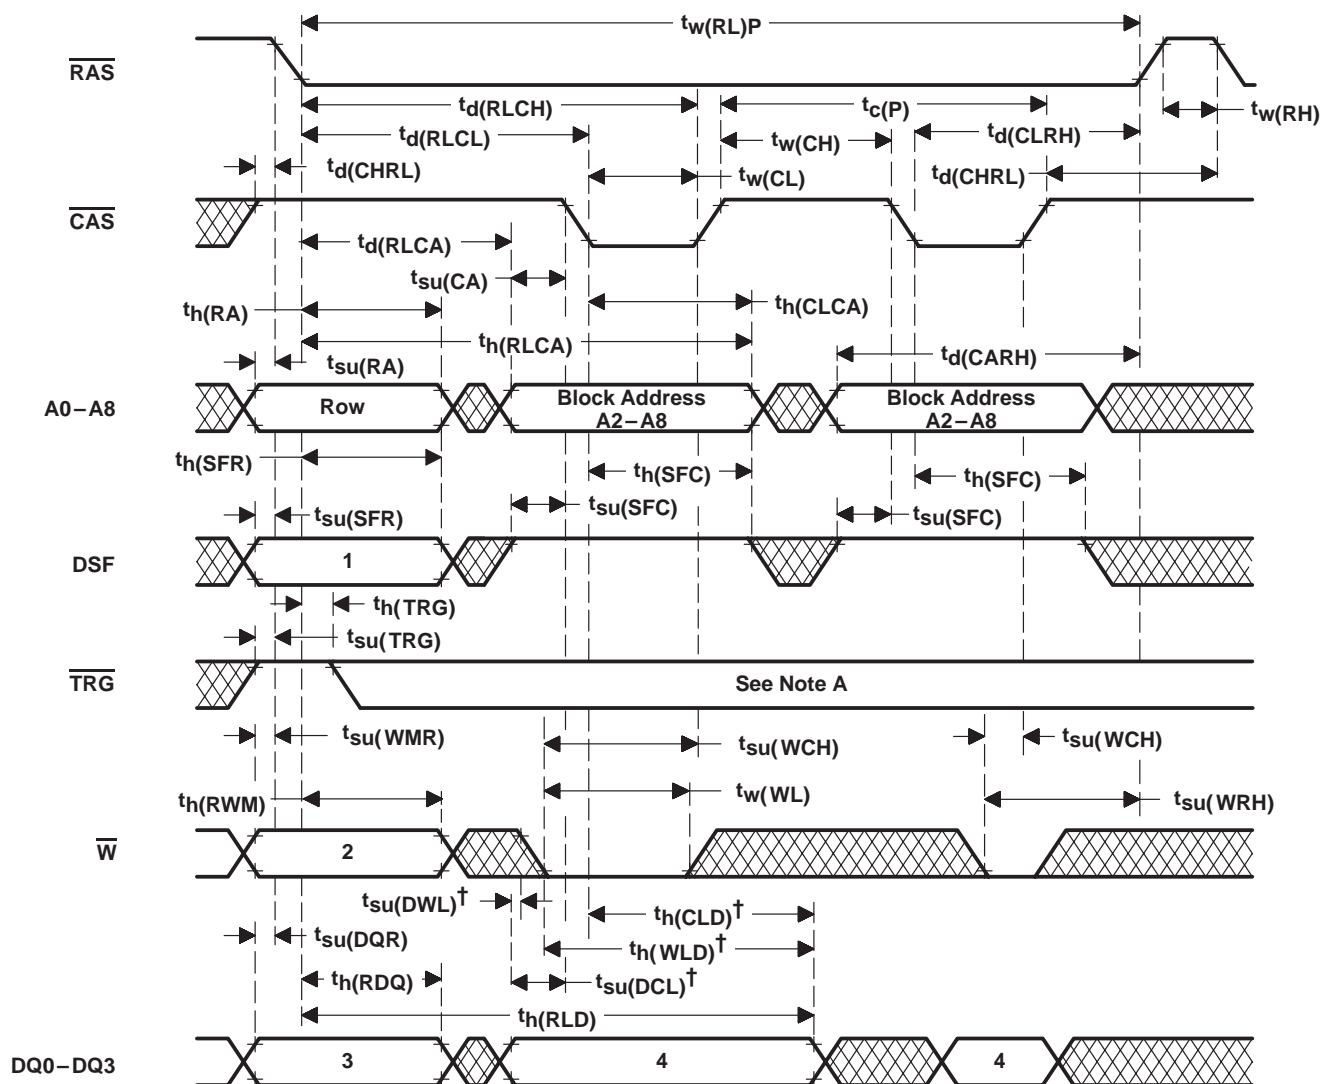 tw(RL)P
RAS
td(RLCH)
tc(P)
tw(RH)
td(RLCL)
tw(CH)
td(CLRH)
td(CHRL)
tw(CL)
td(CHRL)
CAS
td(RLCA)
tsu(CA)
th(RA)
th(CLCA)
th(RLCA)
tsu(RA)
td(CARH)
A0–A8
Row
Block Address
A2–A8
Block Address
A2–A8
th(SFR)
th(SFC)
th(SFC)
tsu(SFR)
tsu(SFC)
tsu(SFC)
DSF
1
th(TRG)
tsu(TRG)
TRG
See Note A
tsu(WMR)
tsu(WCH)
tsu(WCH)
th(RWM)
tw(WL)
tsu(WRH)
W
2
tsu(DWL)†
th(CLD)†
tsu(DQR)
th(WLD)†
th(RDQ)
tsu(DCL)†
th(RLD)
DQ0–DQ3
3
4
4